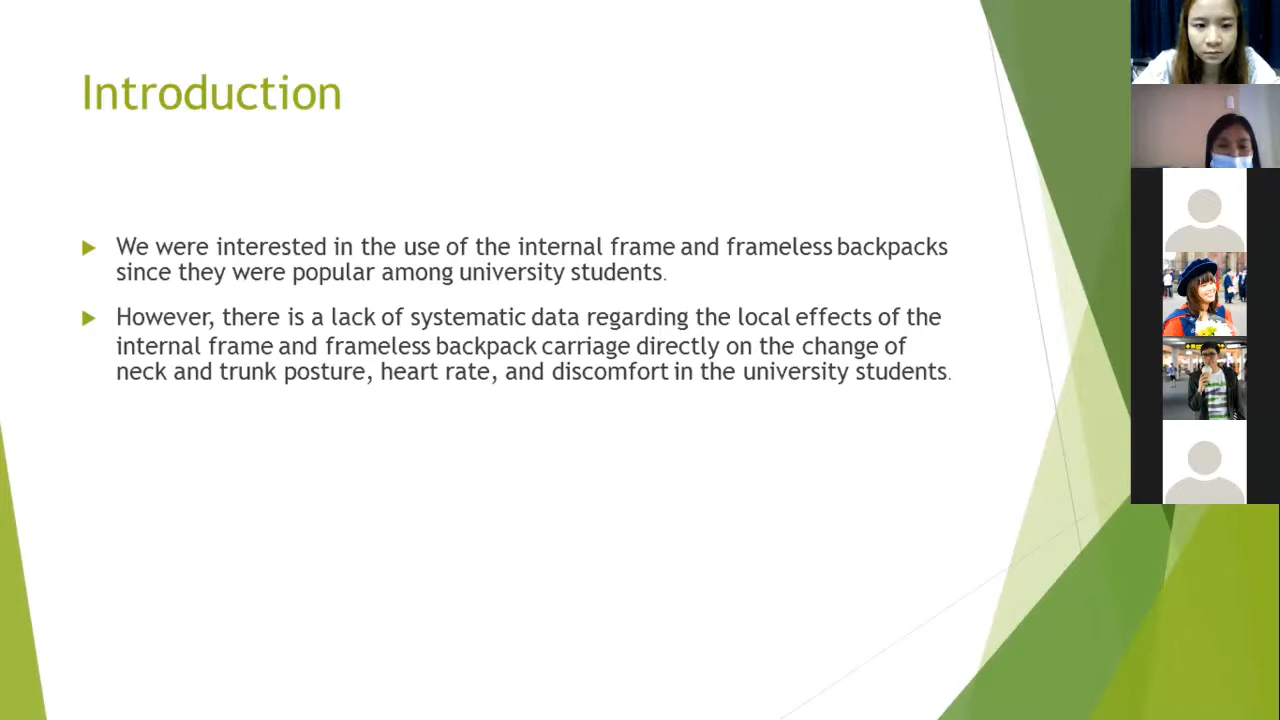 Introduction
We were interested in the use of the internal frame and frameless backpacks
since they were popular among university students.
However, there is a lack of systematic data regarding the local effects of the
internal frame and frameless backpack carriage directly on the change of
neck and trunk posture, heart rate, and discomfort in the university students.